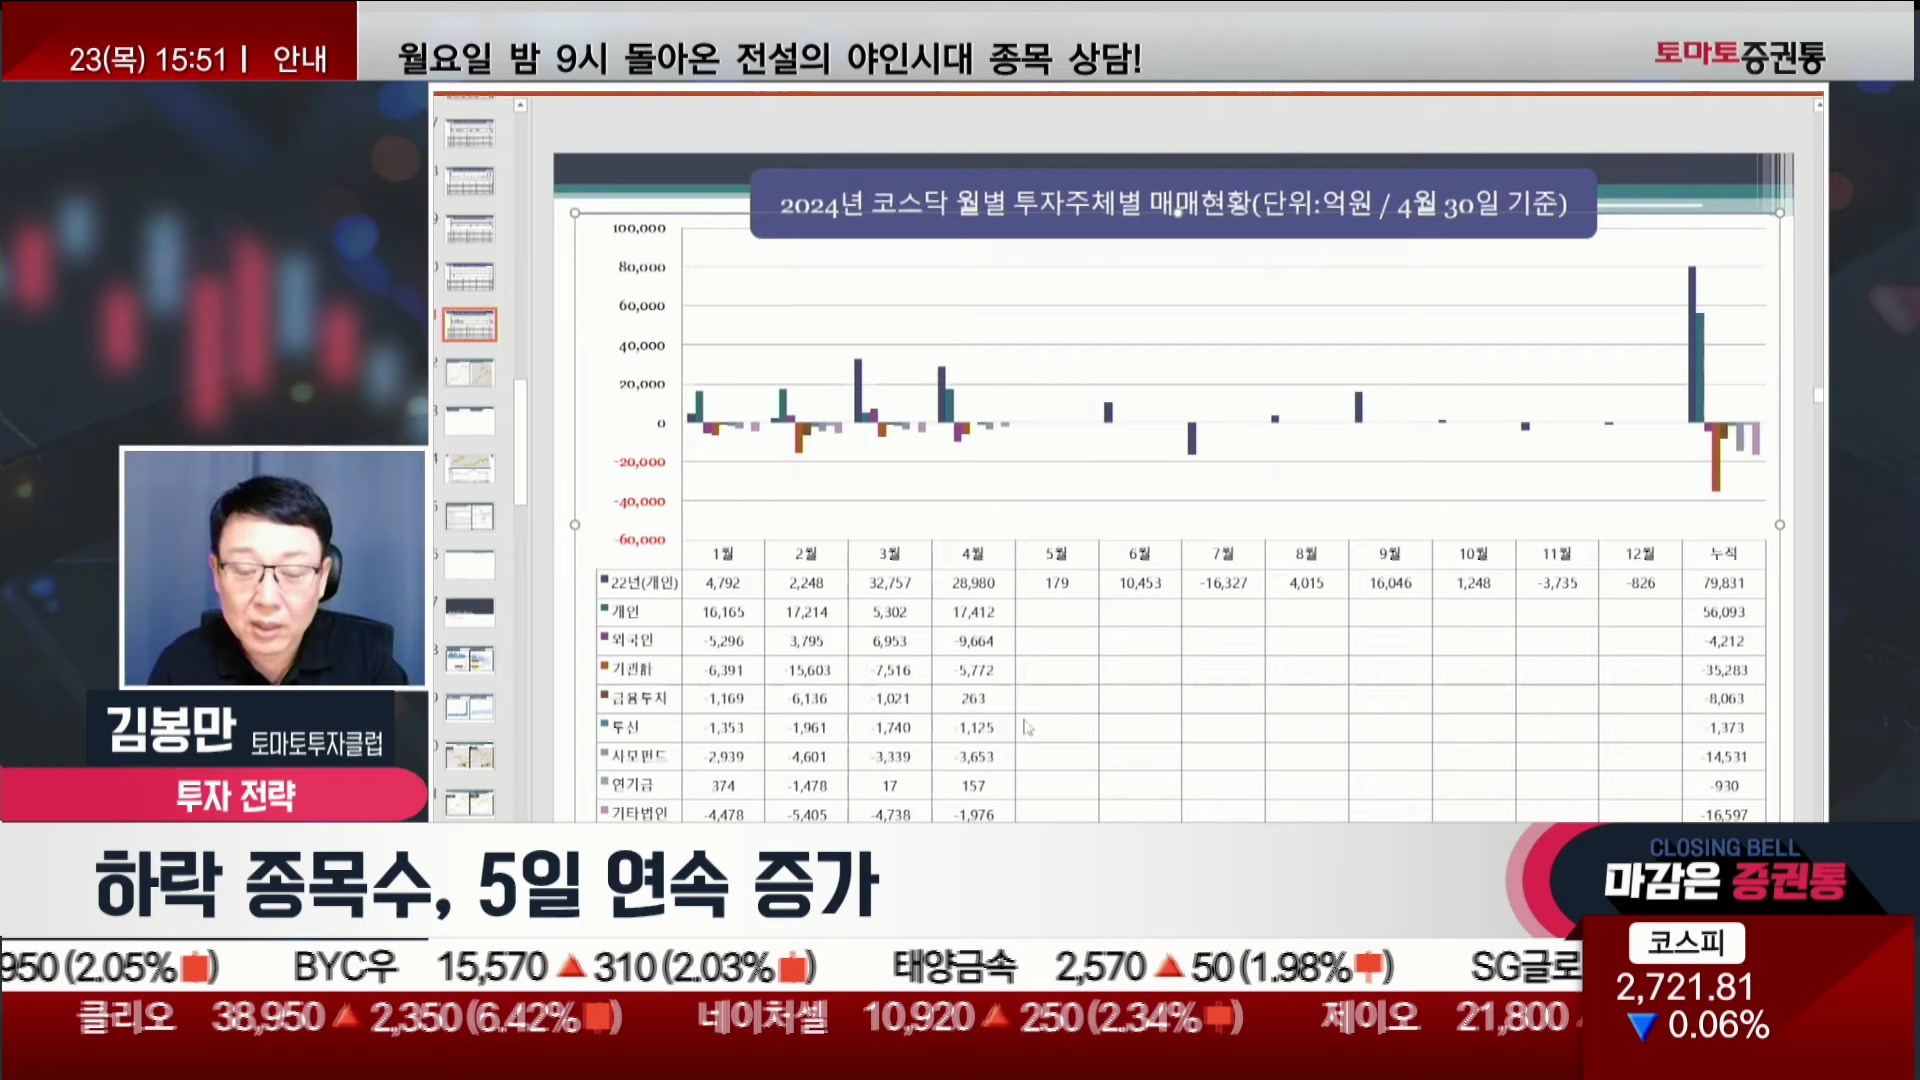 23(목) 15:51 | 안내
월요일 밤 9시 돌아온 전설의 야인시대 종목 상담!
토마토증권통
2024년 코스닥 월별 투자주체별 매매현황(단위:억원 / 4월 30일 기준)
100,000
80,000
60,000
40,000
20,000
0
-20,000
-40,000
-60,000
1월 2월 3월 4월 5월 6월 7월 8월 9월 10월 11월 12월 누적
22년(개인) 4,792 2,248 32,757 28,980 179 10,453 -16,327 4,015 16,046 1,248 -3,735 -826 79,831
개인 16,165 17,214 5,302 17,412 56,093
외국인 -5,296 3,795 6,953 -9,664 -4,212
기관計 -6,391 -15,603 -7,516 -5,772 -35,283
금융투자 -1,169 -6,136 -1,021 263 -8,063
투신 -1,353 -1,961 -1,740 -1,125 -1,373
사모펀드 -2,939 -4,601 -3,339 -3,653 -14,531
연기금 374 -1,478 17 157 -930
기타법인 -4,478 -5,405 -4,738 -1,976 -16,597
김봉만 토마토투자클럽
투자 전략
하락 종목수, 5일 연속 증가
CLOSING BELL
마감은 증권통
950(2.05%) BYC우 15,570 ▲ 310(2.03%) 태양금속 2,570 ▲ 50(1.98%) SG글로
클리오 38,950 ▲ 2,350(6.42%) 네이처셀 10,920 ▲ 250(2.34%) 제이오 21,800
코스피
2,721.81
▼ 0.06%